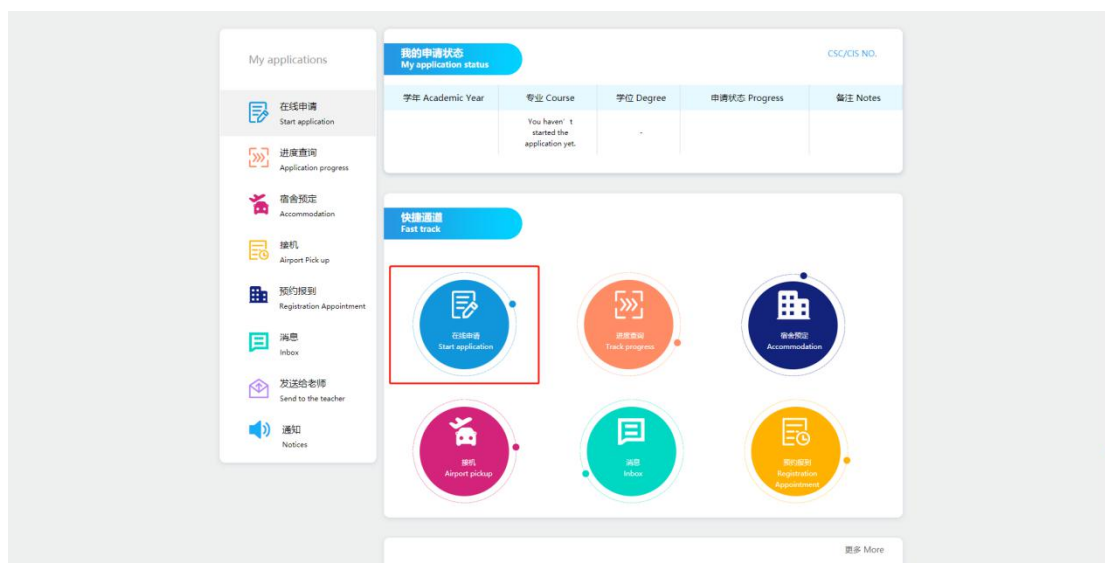 My applications
在线申请
Start application
进度查询
Application progress
宿舍预定
Accommodation
接机
Airport Pick up
预约报到
Registration Appointment
消息
Inbox
发送给老师
Send to the teacher
通知
Notices
我的申请状态
My application status
CSC/CIS NO.
学年 Academic Year
专业 Course
学位 Degree
申请状态 Progress
备注 Notes
You haven't
started the
application yet.
-
快捷通道
Fast track
在线申请
Start application
进度查询
Track progress
宿舍预定
Accommodation
接机
Airport pickup
消息
Inbox
预约报到
Registration
Appointment
更多 More